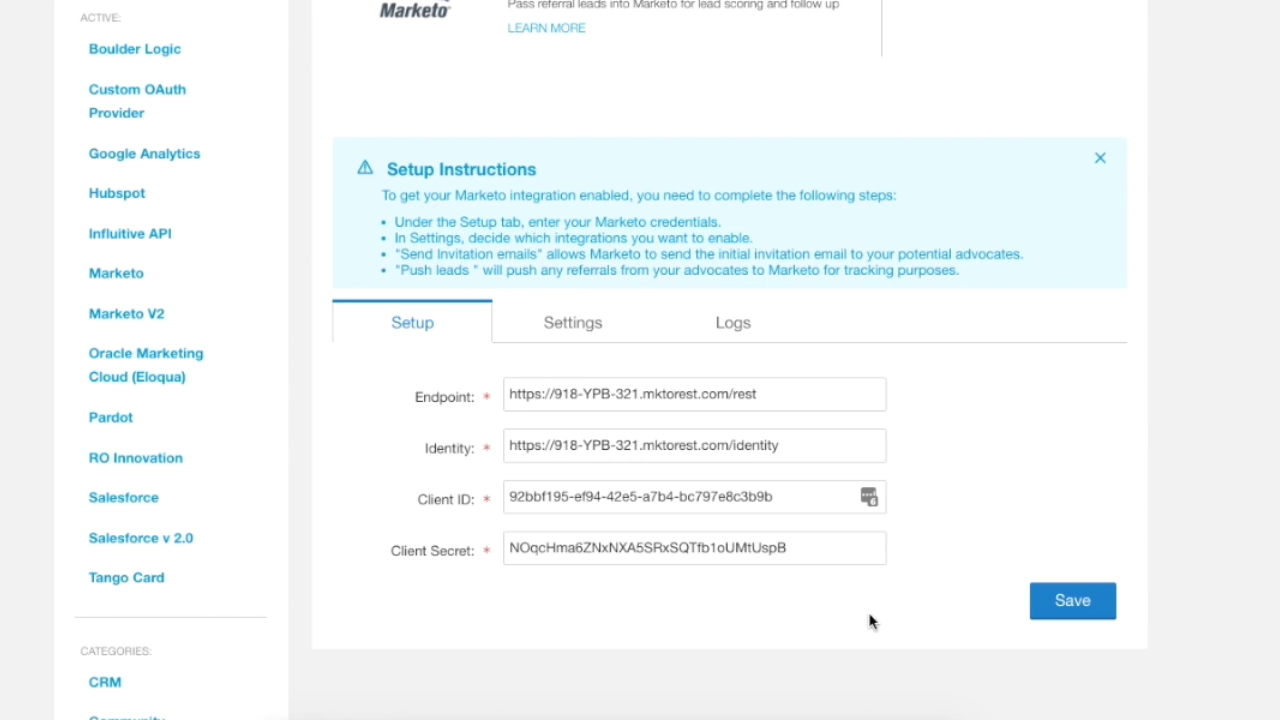 ACTIVE:
Boulder Logic
Custom OAuth
Provider
Google Analytics
Hubspot
Influitive API
Marketo
Marketo V2
Oracle Marketing
Cloud (Eloqua)
Pardot
RO Innovation
Salesforce
Salesforce v 2.0
Tango Card
CATEGORIES:
CRM
Community
Marketo
Pass referral leads into Marketo for lead scoring and follow up
LEARN MORE
Setup Instructions
To get your Marketo integration enabled, you need to complete the following steps:
• Under the Setup tab, enter your Marketo credentials.
• In Settings, decide which integrations you want to enable.
• "Send Invitation emails" allows Marketo to send the initial invitation email to your potential advocates.
• "Push leads " will push any referrals from your advocates to Marketo for tracking purposes.
Setup Settings Logs
Endpoint: * https://918-YPB-321.mktorest.com/rest
Identity: * https://918-YPB-321.mktorest.com/identity
Client ID: * 92bbf195-ef94-42e5-a7b4-bc797e8c3b9b 6
Client Secret: * NOqcHma6ZNxNXA5SRxSQTfb1oUMtUspB
Save